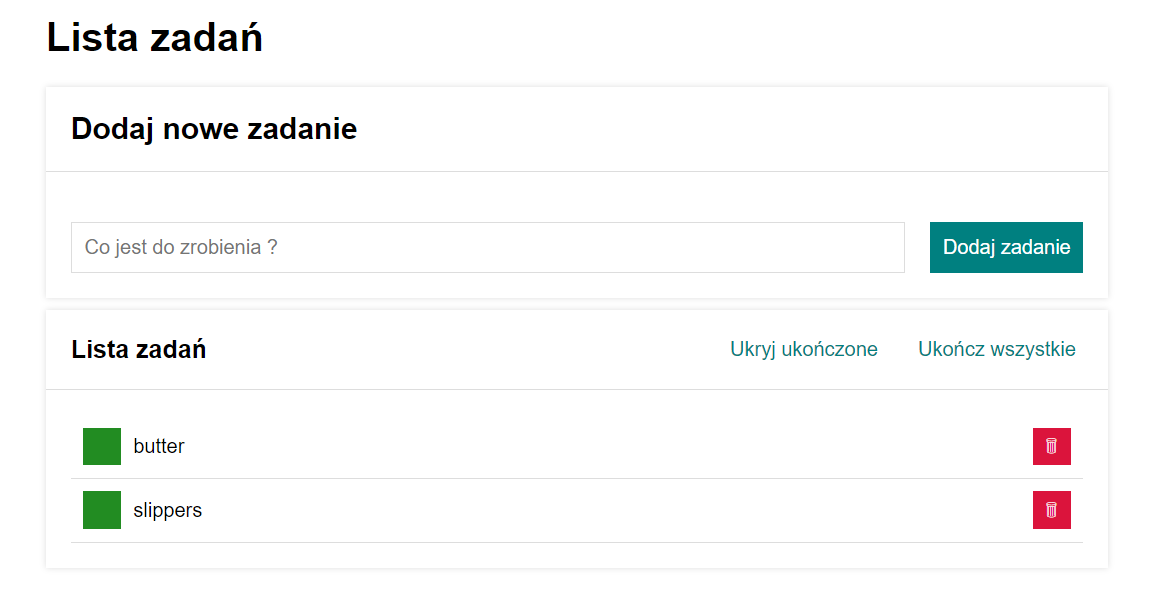 Lista zadań
Dodaj nowe zadanie
Co jest do zrobienia ?
Dodaj zadanie
Lista zadań
Ukryj ukończone
Ukończ wszystkie
butter
slippers